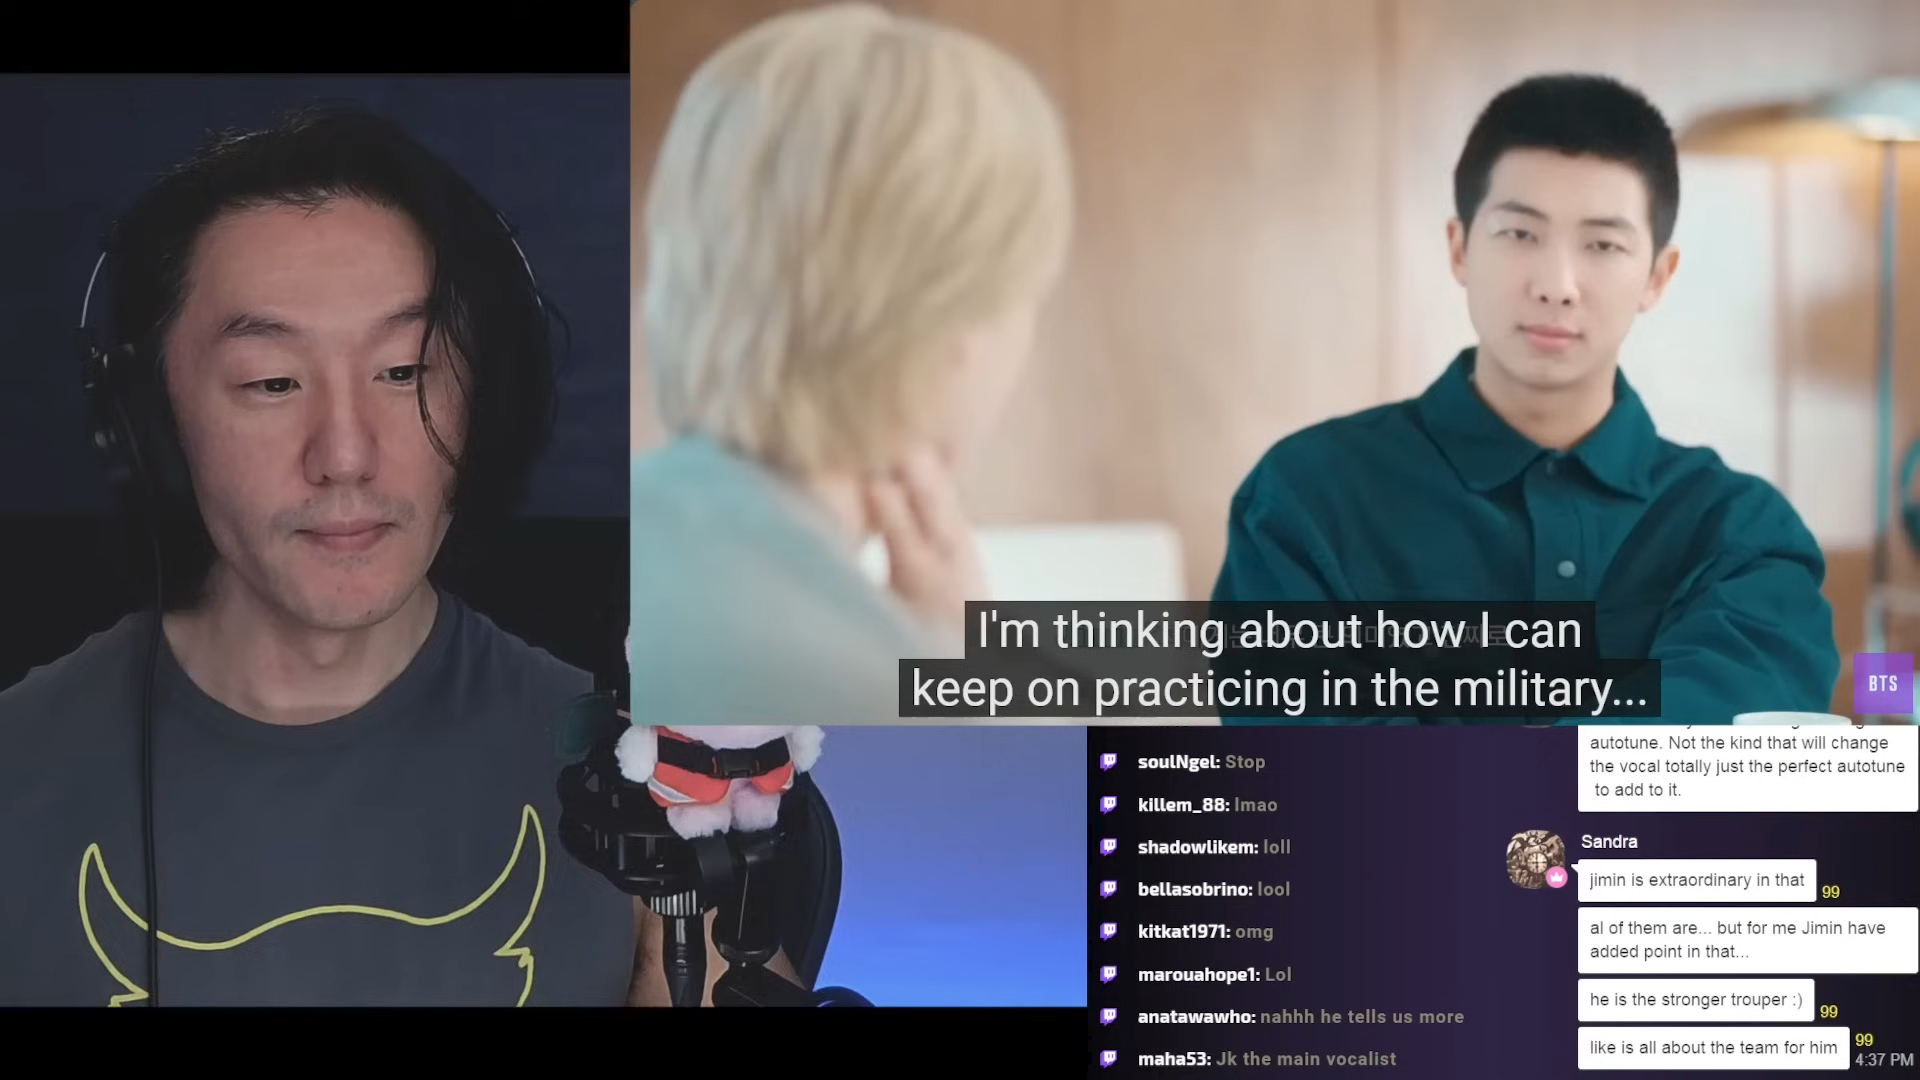 I'm thinking about how I can
keep on practicing in the military...
BTS
soulNgel: Stop
killem_88: lmao
shadowlikem: loll
bellasobrino: lool
kitkat1971: omg
marouahope1: Lol
anatawawho: nahhh he tells us more
maha53: Jk the main vocalist
autotune. Not the kind that will change
the vocal totally just the perfect autotune
to add to it.
Sandra
jimin is extraordinary in that
99
al of them are... but for me Jimin have
added point in that...
he is the stronger trouper :)
99
like is all about the team for him
99
4:37 PM